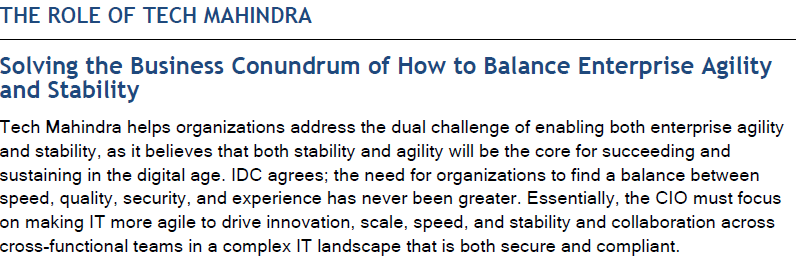 THE ROLE OF TECH MAHINDRA
Solving the Business Conundrum of How to Balance Enterprise Agility
and Stability
Tech Mahindra helps organizations address the dual challenge of enabling both enterprise agility
and stability, as it believes that both stability and agility will be the core for succeeding and
sustaining in the digital age. IDC agrees; the need for organizations to find a balance between
speed, quality, security, and experience has never been greater. Essentially, the CIO must focus
on making IT more agile to drive innovation, scale, speed, and stability and collaboration across
cross-functional teams in a complex IT landscape that is both secure and compliant.